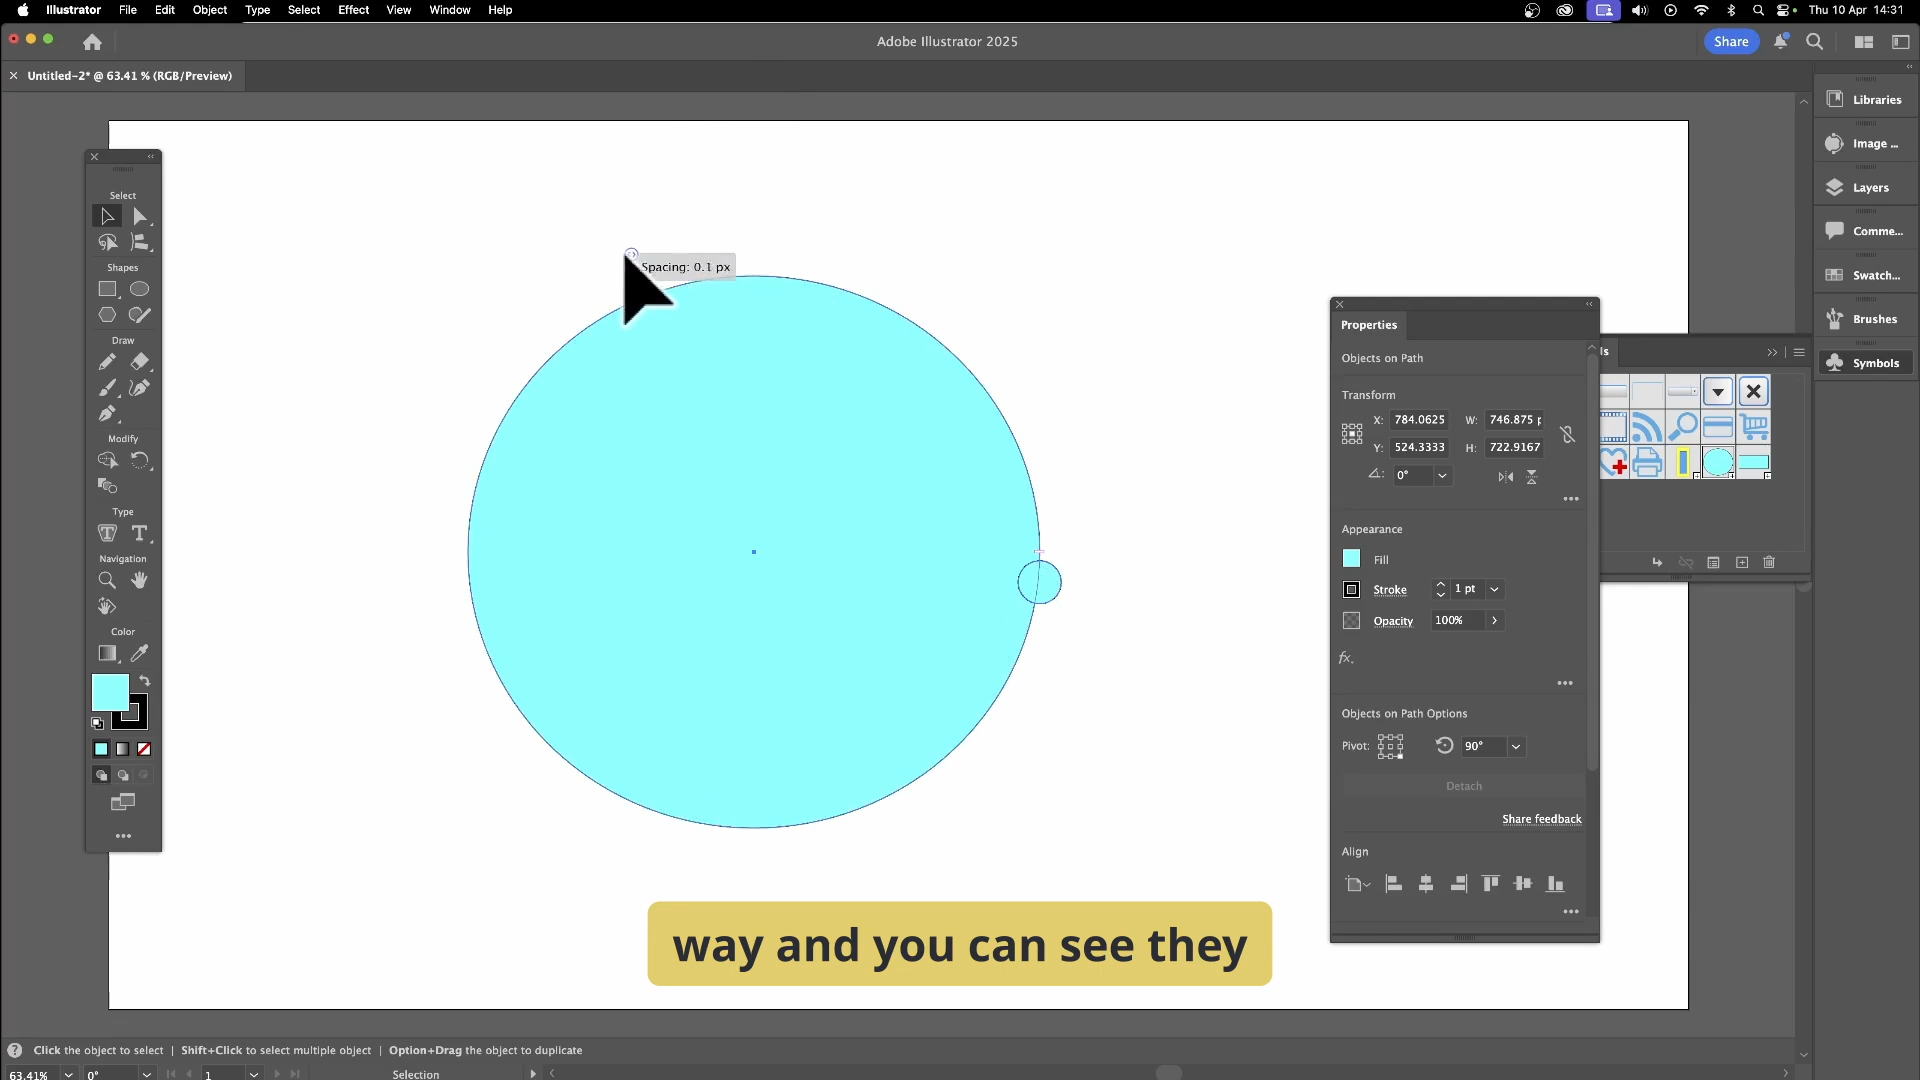 Illustrator File Edit Object Type Select Effect View Window Help
Thu 10 Apr 14:31
Adobe Illustrator 2025
Share
Untitled-2* @ 63.41 % (RGB/Preview)
Libraries
Image ...
Layers
Comme...
Swatch...
Brushes
Symbols
Select
Shapes
Draw
Modify
Type
Navigation
Color
Spacing: 0.1 px
Properties
ls
Objects on Path
Transform
X: 784.0625 W: 746.875 p
Y: 524.3333 H: 722.9167
0°
Appearance
Fill
Stroke 1 pt
Opacity 100%
fx.
Objects on Path Options
Pivot: 90°
Detach
Share feedback
Align
way and you can see they
Click the object to select | Shift+Click to select multiple object | Option+Drag the object to duplicate
63.41% 0° 1 Selection